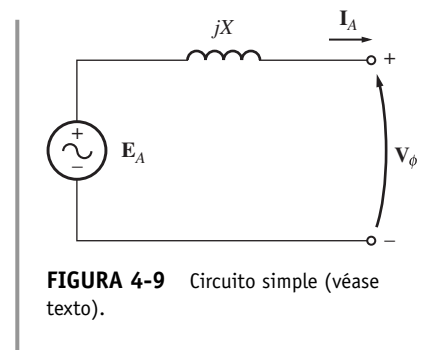 jX
I_A
+
+
E_A
−
V_ϕ
−
FIGURA 4-9 Circuito simple (véase
texto).